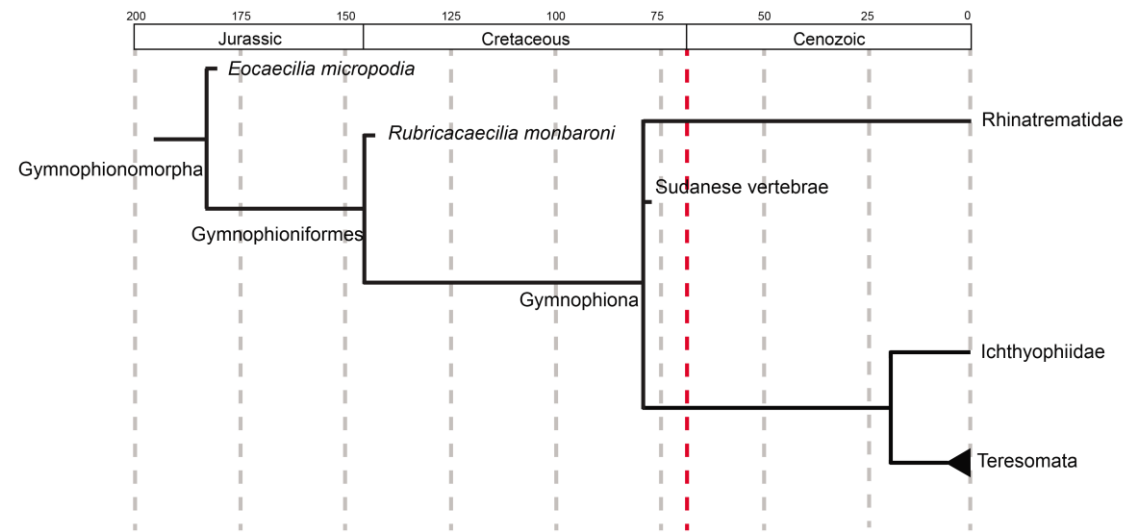 200 175 150 125 100 75 50 25 0
Jurassic Cretaceous Cenozoic
Eocaecilia micropodia
Rhinatrematidae
Rubricacaecilia monbaroni
Gymnophionomorpha
Sudanese vertebrae
Gymnophioniformes
Gymnophiona
Ichthyophiidae
Teresomata